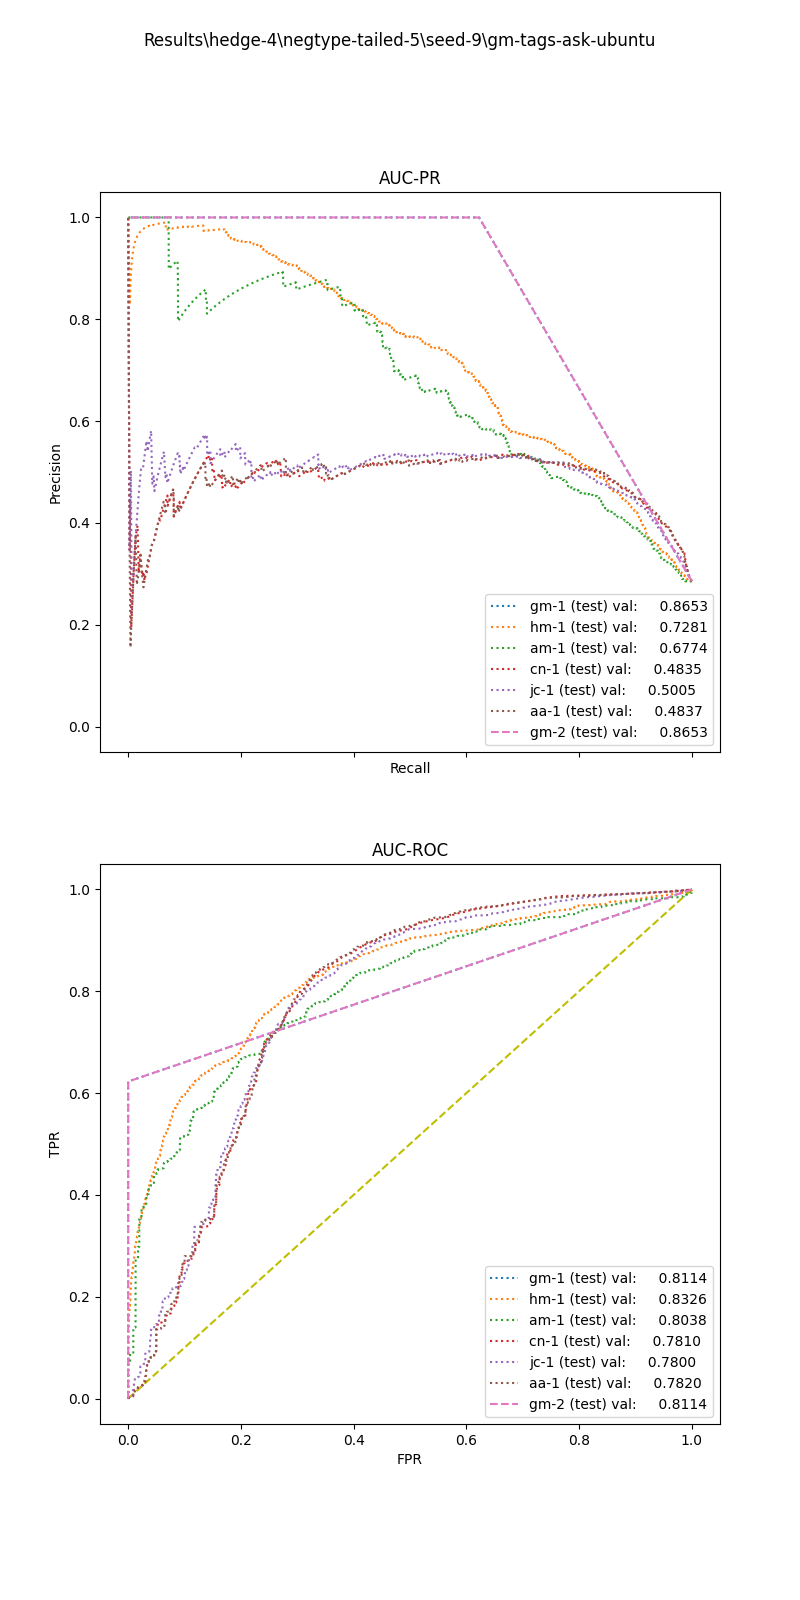 Results\hedge-4\negtype-tailed-5\seed-9\gm-tags-ask-ubuntu
AUC-PR
1.0
0.8
0.6
0.4
0.2
0.0
Precision
gm-1 (test) val: 0.8653
hm-1 (test) val: 0.7281
am-1 (test) val: 0.6774
cn-1 (test) val: 0.4835
jc-1 (test) val: 0.5005
aa-1 (test) val: 0.4837
gm-2 (test) val: 0.8653
Recall
AUC-ROC
1.0
0.8
0.6
0.4
0.2
0.0
TPR
gm-1 (test) val: 0.8114
hm-1 (test) val: 0.8326
am-1 (test) val: 0.8038
cn-1 (test) val: 0.7810
jc-1 (test) val: 0.7800
aa-1 (test) val: 0.7820
gm-2 (test) val: 0.8114
0.0 0.2 0.4 0.6 0.8 1.0
FPR